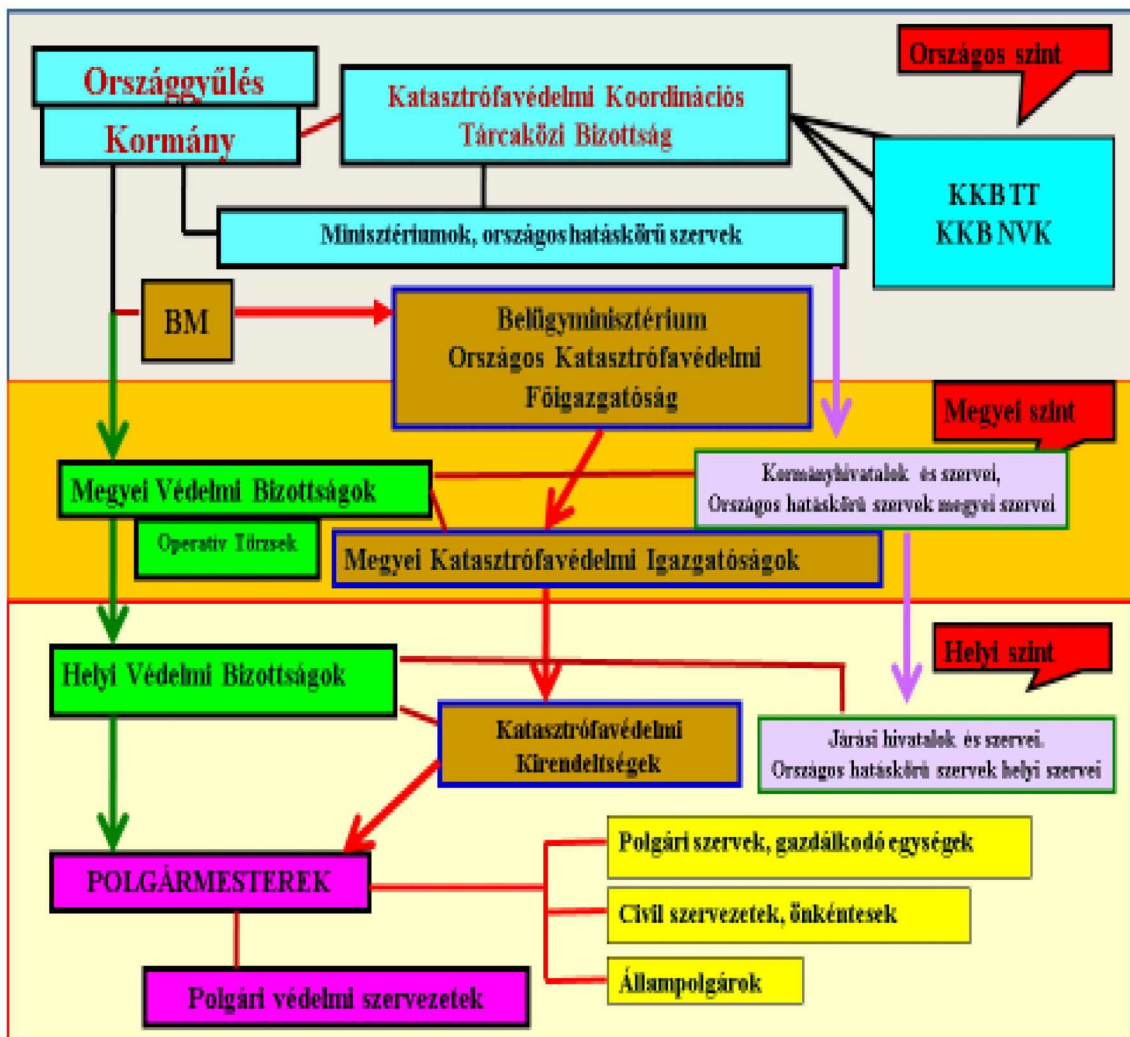 Országos szint
Országgyűlés
Kormány
Katasztrófavédelmi Koordinációs
Tárcaközi Bizottság
KKB TT
KKB NVK
Minisztériumok, országos hatáskörű szervek
BM
Belügyminisztérium
Országos Katasztrófavédelmi
Főigazgatóság
Megyei szint
Megyei Védelmi Bizottságok
Operatív Törzsek
Kormányhivatalok és szervei,
Országos hatáskörű szervek megyei szervei
Megyei Katasztrófavédelmi Igazgatóságok
Helyi szint
Helyi Védelmi Bizottságok
Katasztrófavédelmi
Kirendeltségek
Járási hivatalok és szervei.
Országos hatáskörű szervek helyi szervei
POLGÁRMESTEREK
Polgári szervek, gazdálkodó egységek
Civil szervezetek, önkéntesek
Állampolgárok
Polgári védelmi szervezetek